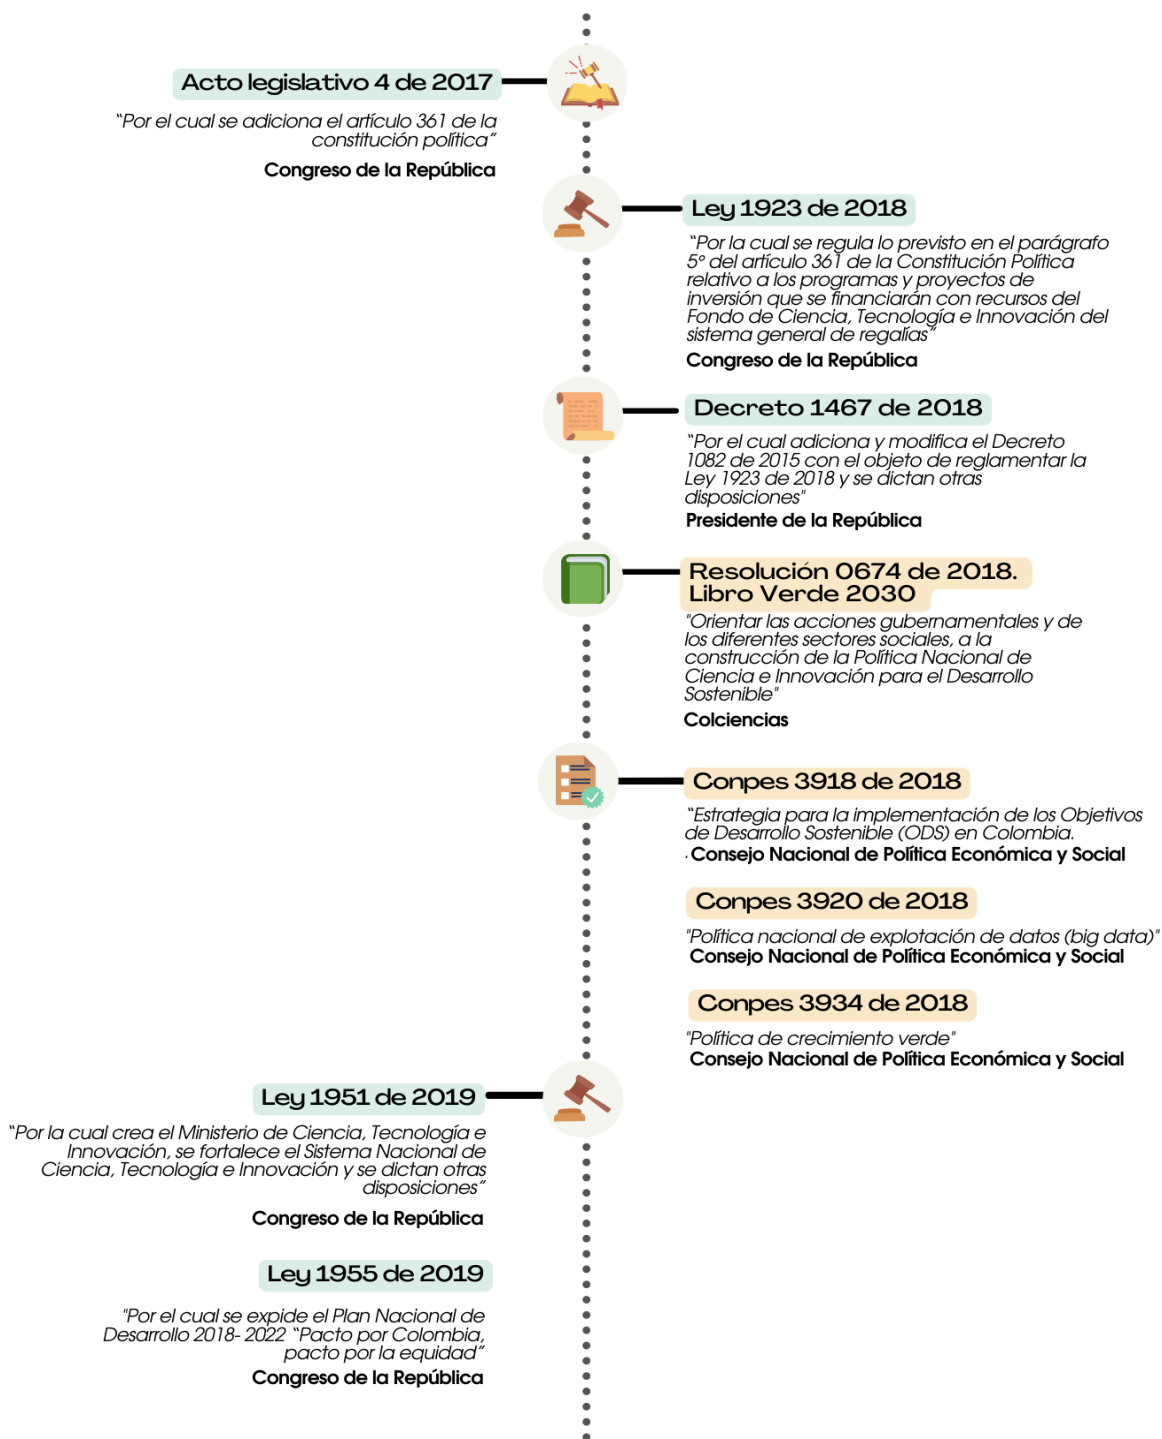 Acto legislativo 4 de 2017
“Por el cual se adiciona el artículo 361 de la
constitución política”
Congreso de la República
Ley 1923 de 2018
“Por la cual se regula lo previsto en el parágrafo
5° del artículo 361 de la Constitución Política
relativo a los programas y proyectos de
inversión que se financiarán con recursos del
Fondo de Ciencia, Tecnología e Innovación del
sistema general de regalías”
Congreso de la República
Decreto 1467 de 2018
“Por el cual adiciona y modifica el Decreto
1082 de 2015 con el objeto de reglamentar la
Ley 1923 de 2018 y se dictan otras
disposiciones"
Presidente de la República
Resolución 0674 de 2018.
Libro Verde 2030
"Orientar las acciones gubernamentales y de
los diferentes sectores sociales, a la
construcción de la Política Nacional de
Ciencia e Innovación para el Desarrollo
Sostenible"
Colciencias
Conpes 3918 de 2018
“Estrategia para la implementación de los Objetivos
de Desarrollo Sostenible (ODS) en Colombia.
. Consejo Nacional de Política Económica y Social
Conpes 3920 de 2018
"Política nacional de explotación de datos (big data)"
Consejo Nacional de Política Económica y Social
Conpes 3934 de 2018
"Política de crecimiento verde"
Consejo Nacional de Política Económica y Social
Ley 1951 de 2019
“Por la cual crea el Ministerio de Ciencia, Tecnología e
Innovación, se fortalece el Sistema Nacional de
Ciencia, Tecnología e Innovación y se dictan otras
disposiciones”
Congreso de la República
Ley 1955 de 2019
"Por el cual se expide el Plan Nacional de
Desarrollo 2018- 2022 “Pacto por Colombia,
pacto por la equidad”
Congreso de la República